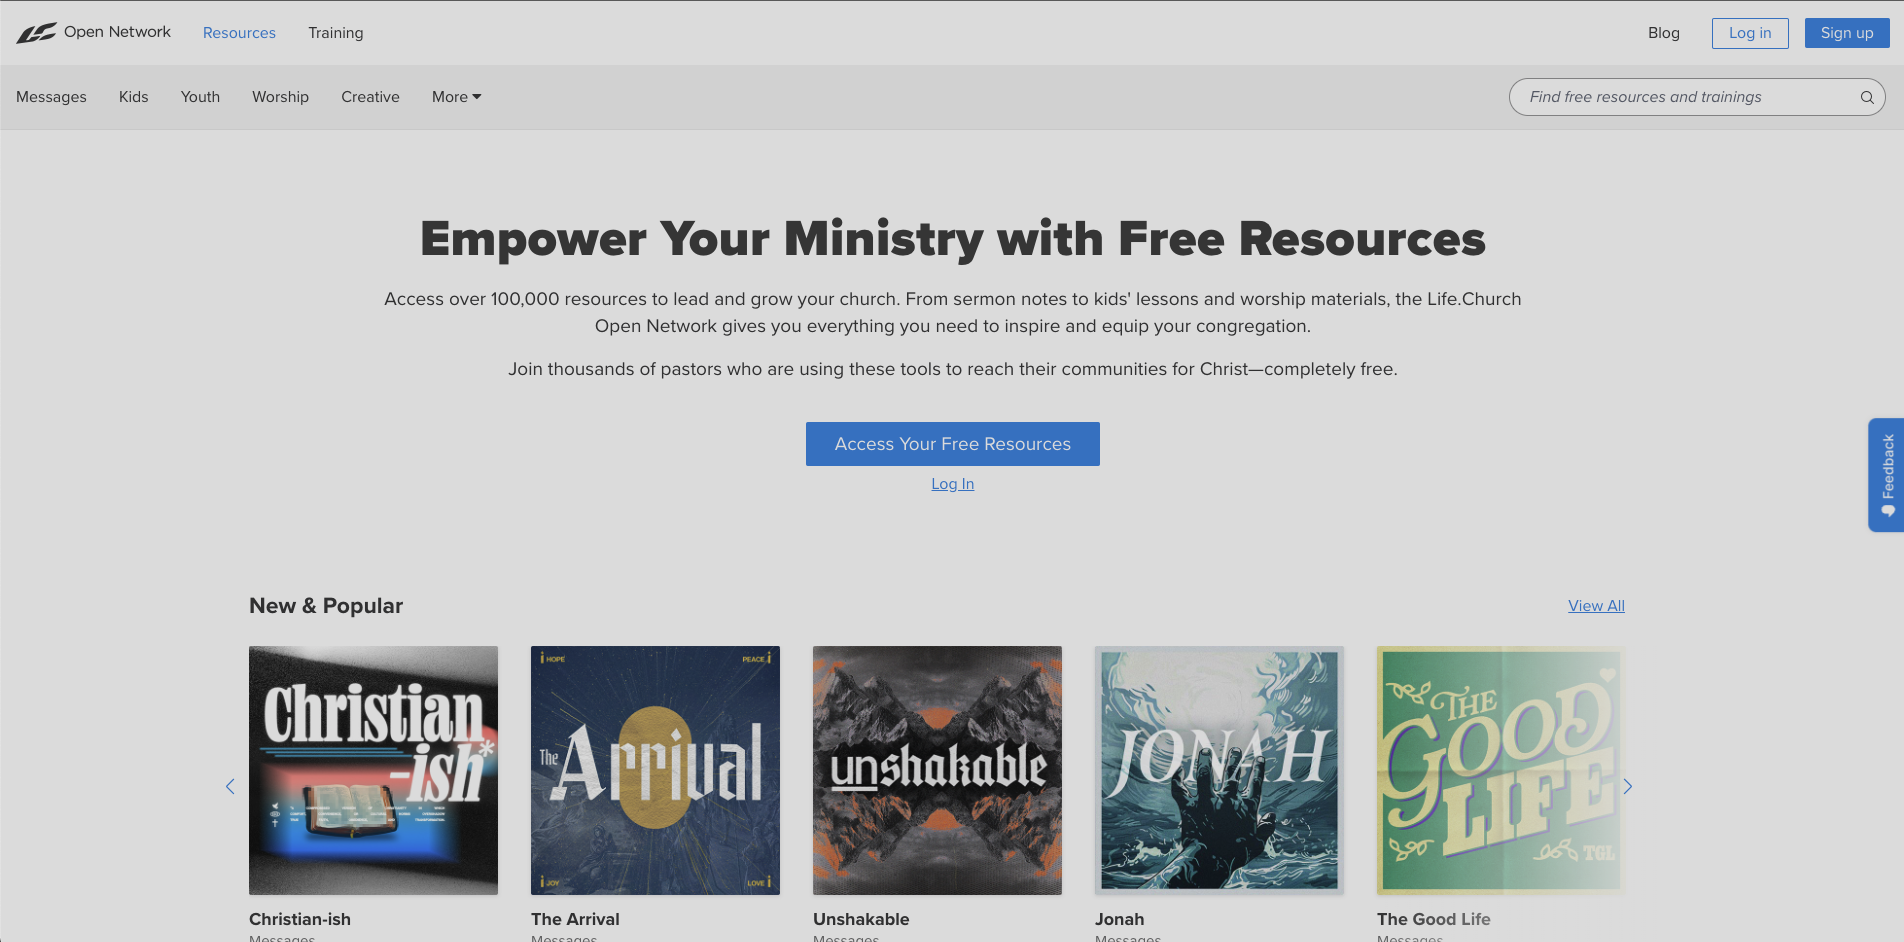 Open Network
Resources
Training
Blog
Log in
Sign up
Messages
Kids
Youth
Worship
Creative
More
Find free resources and trainings
Empower Your Ministry with Free Resources
Access over 100,000 resources to lead and grow your church. From sermon notes to kids' lessons and worship materials, the Life.Church
Open Network gives you everything you need to inspire and equip your congregation.
Join thousands of pastors who are using these tools to reach their communities for Christ—completely free.
Access Your Free Resources
Log In
Feedback
New & Popular
View All
Christian
-ish*
HOPE
PEACE
The Arrival
JOY
LOVE
unshakable
JONAH
THE
GOOD
LIFE
TGL
Christian-ish
Messages
The Arrival
Messages
Unshakable
Messages
Jonah
Messages
The Good Life
Messages